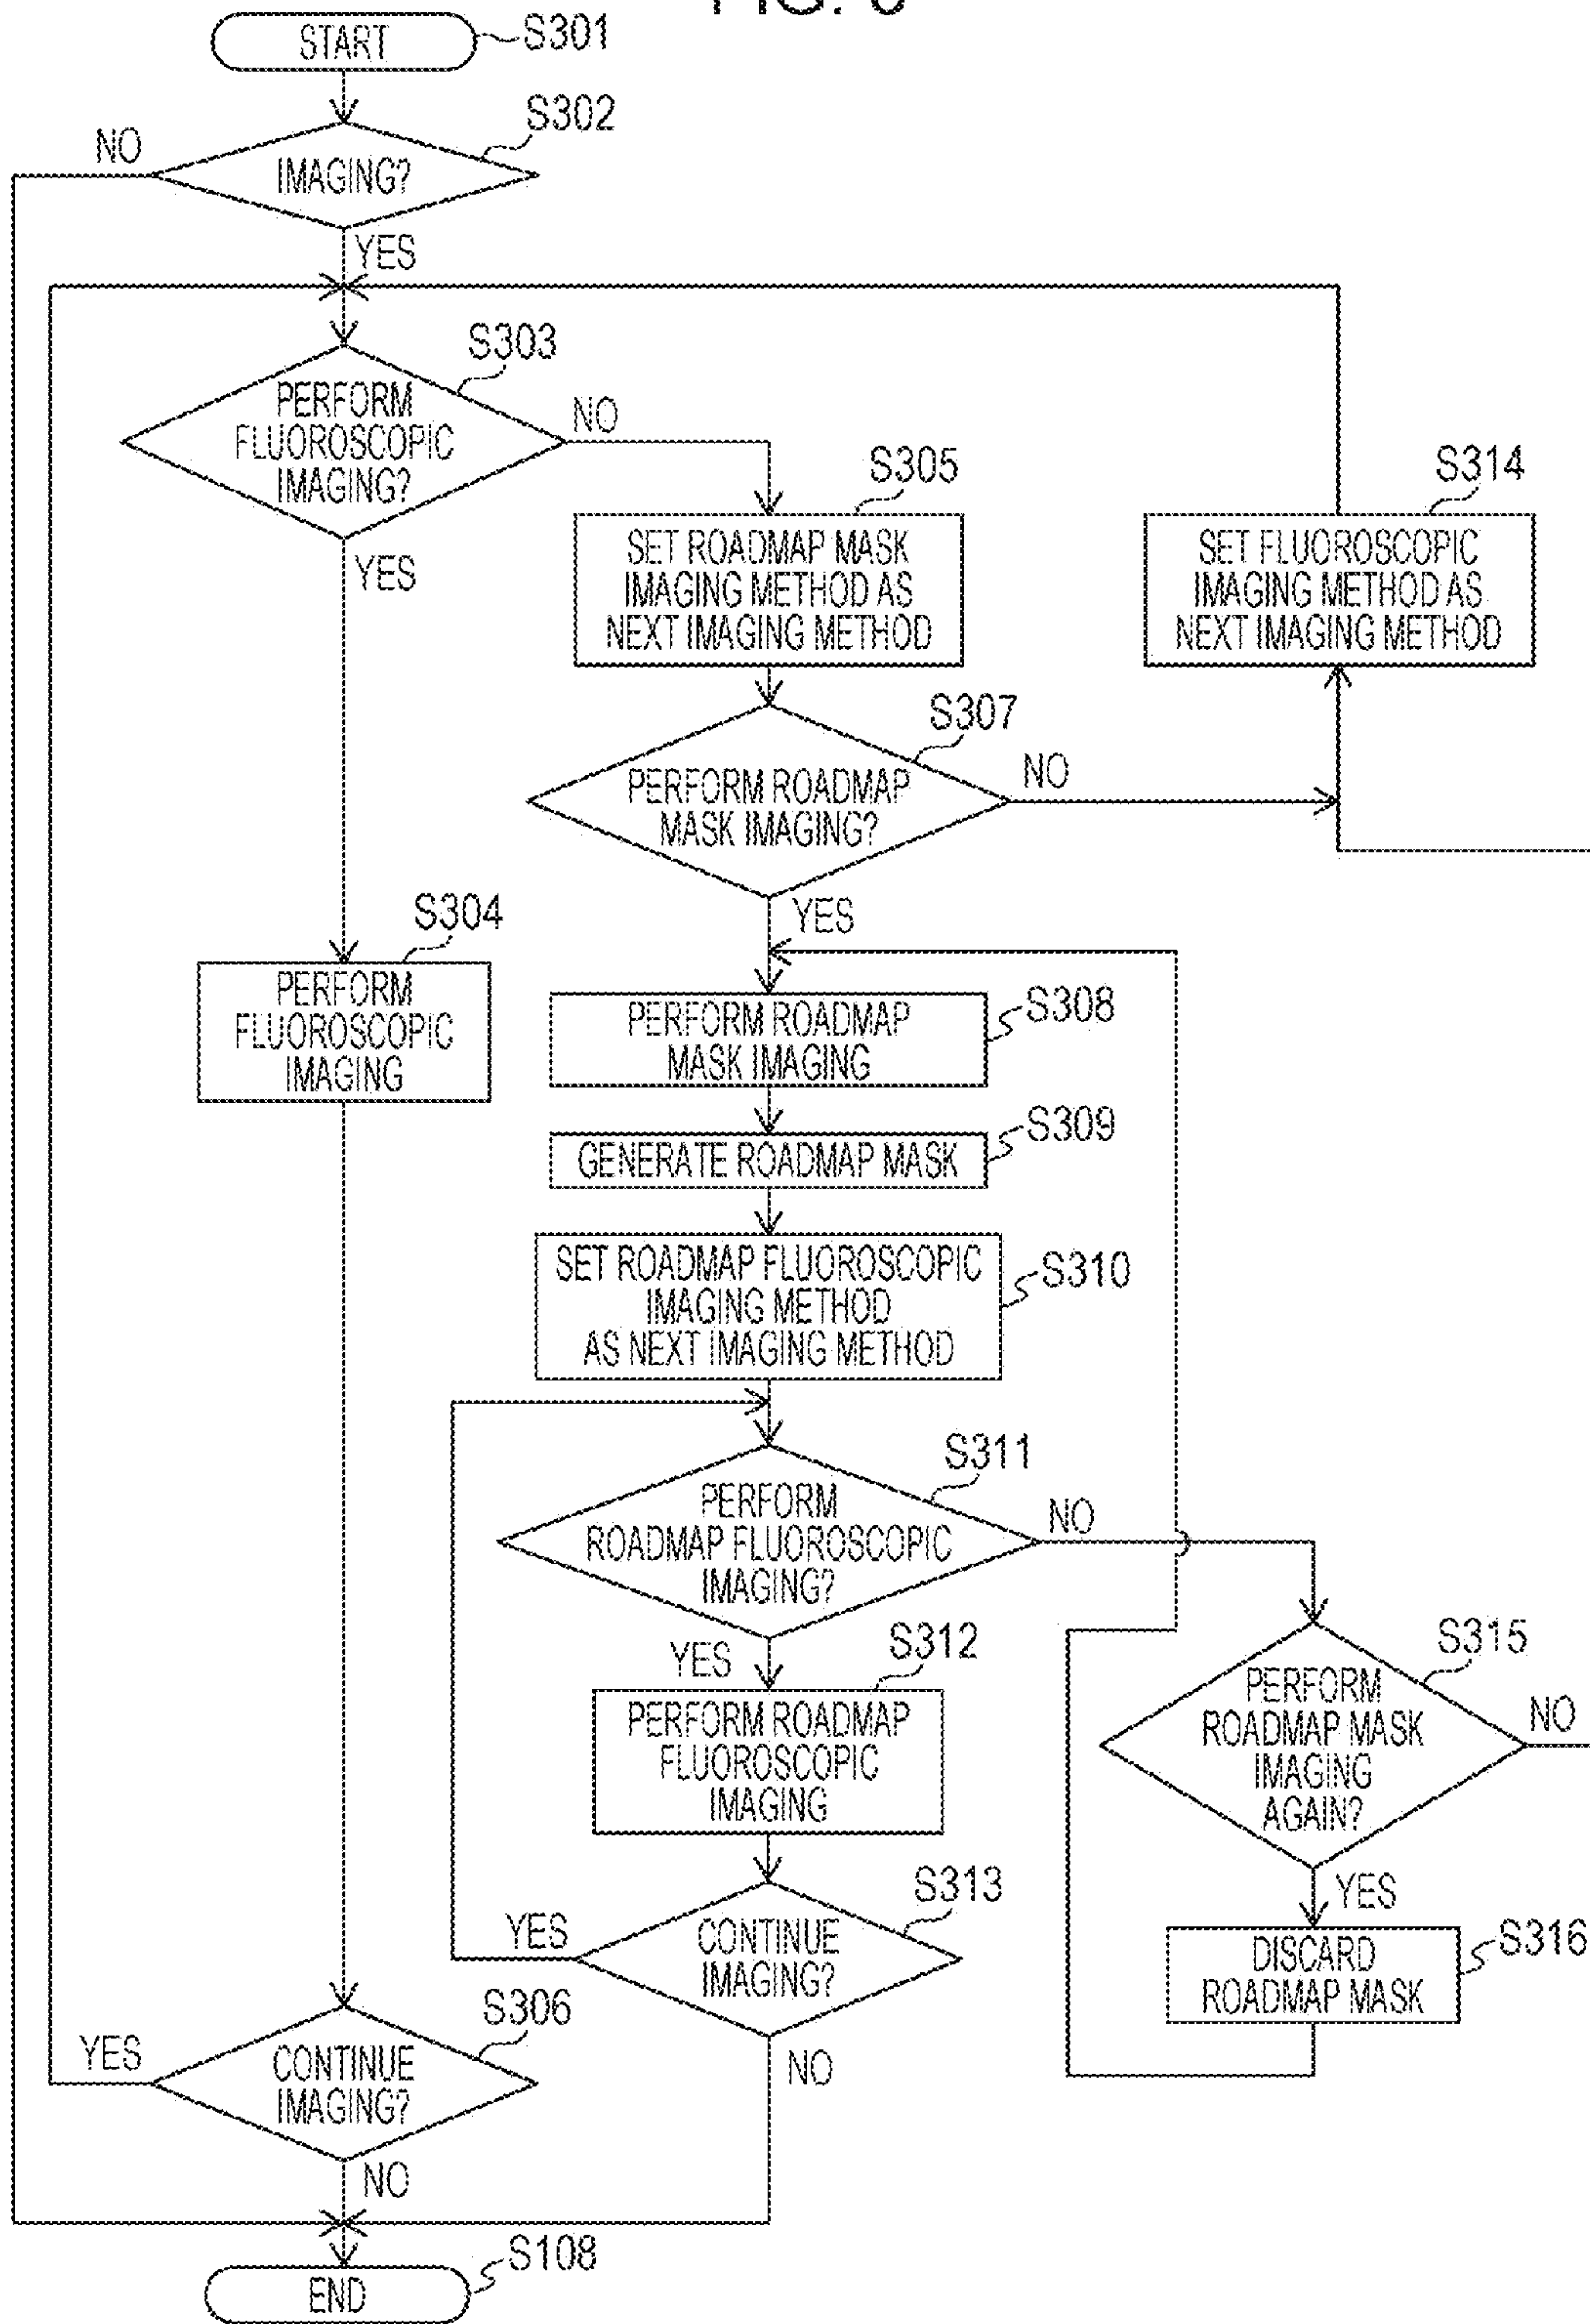 START
S301
S302
NO
IMAGING?
YES
S303
PERFORM
FLUOROSCOPIC
IMAGING?
NO
YES
S305
SET ROADMAP MASK
IMAGING METHOD AS
NEXT IMAGING METHOD
S314
SET FLUOROSCOPIC
IMAGING METHOD AS
NEXT IMAGING METHOD
S307
PERFORM ROADMAP
MASK IMAGING?
NO
YES
S304
PERFORM
FLUOROSCOPIC
IMAGING
PERFORM ROADMAP
MASK IMAGING
S308
GENERATE ROADMAP MASK
S309
SET ROADMAP FLUOROSCOPIC
IMAGING METHOD
AS NEXT IMAGING METHOD
S310
S311
PERFORM
ROADMAP FLUOROSCOPIC
IMAGING?
NO
YES
S312
PERFORM ROADMAP
FLUOROSCOPIC
IMAGING
S315
PERFORM
ROADMAP MASK
IMAGING
AGAIN?
NO
YES
S313
CONTINUE
IMAGING?
YES
NO
DISCARD
ROADMAP MASK
S316
S306
YES
CONTINUE
IMAGING?
NO
S108
END